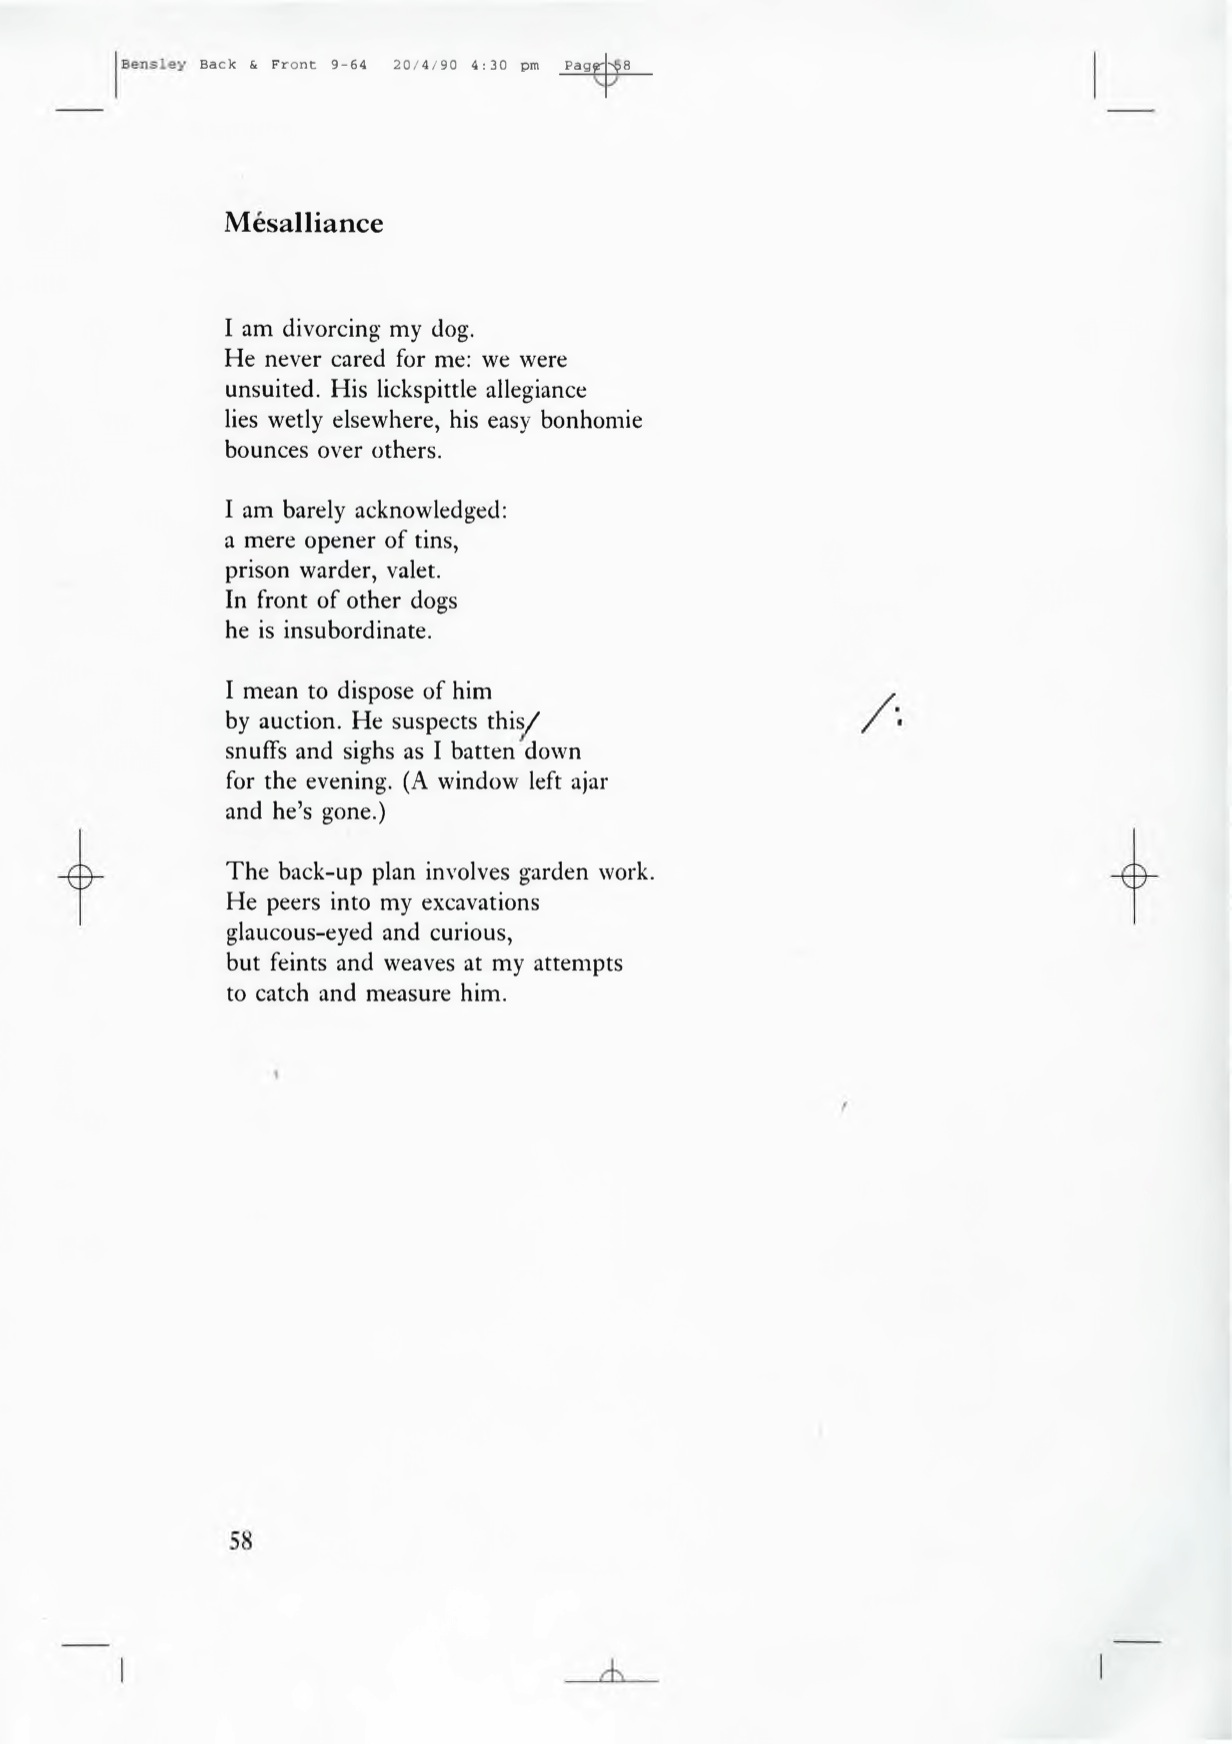 Bensley Back & Front 9-64 20/4/90 4:30 pm Page 58
Mésalliance
I am divorcing my dog.
He never cared for me: we were
unsuited. His lickspittle allegiance
lies wetly elsewhere, his easy bonhomie
bounces over others.
I am barely acknowledged:
a mere opener of tins,
prison warder, valet.
In front of other dogs
he is insubordinate.
I mean to dispose of him
by auction. He suspects this/
/:
snuffs and sighs as I batten down
for the evening. (A window left ajar
and he's gone.)
The back-up plan involves garden work.
He peers into my excavations
glaucous-eyed and curious,
but feints and weaves at my attempts
to catch and measure him.
58